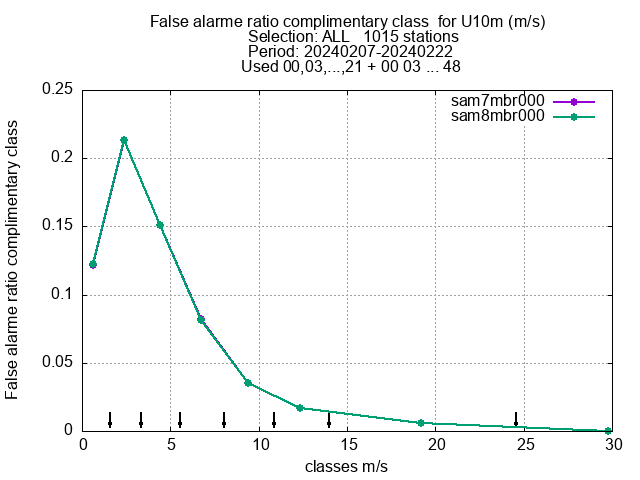 False alarme ratio complimentary class  for U10m (m/s)
Selection: ALL   1015 stations
Period: 20240207-20240222
Used 00,03,...,21 + 00 03 ... 48
sam7mbr000
sam8mbr000
False alarme ratio complimentary class
0.25
0.2
0.15
0.1
0.05
0
0 5 10 15 20 25 30
classes m/s